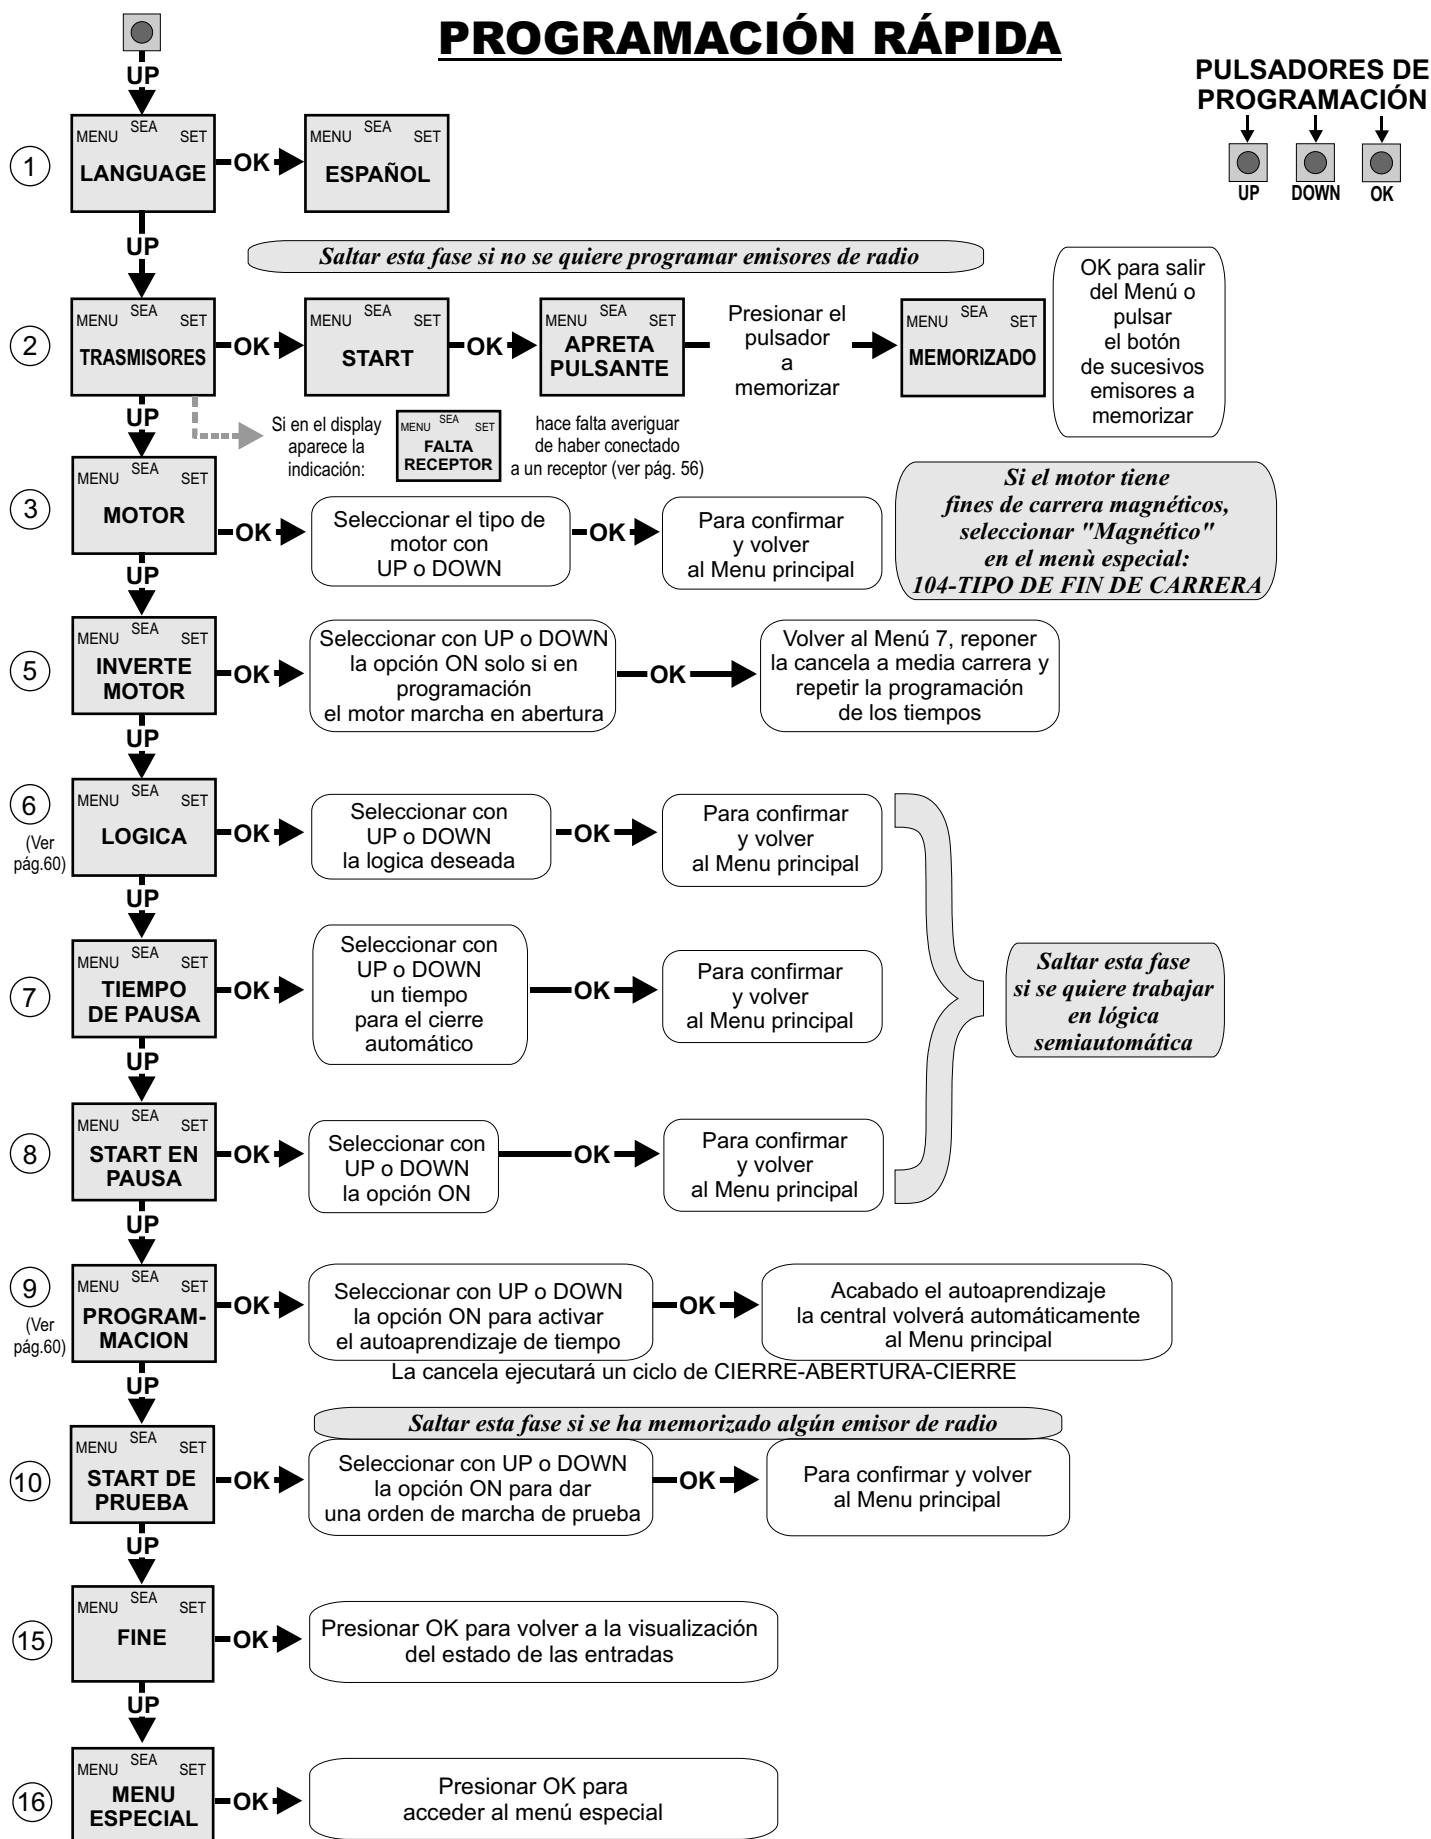 PROGRAMACIÓN RÁPIDA
PULSADORES DE
PROGRAMACIÓN
UP DOWN OK
UP
1
MENU SEA SET
LANGUAGE
OK
MENU SEA SET
ESPAÑOL
UP
Saltar esta fase si no se quiere programar emisores de radio
2
MENU SEA SET
TRASMISORES
OK
MENU SEA SET
START
OK
MENU SEA SET
APRETA
PULSANTE
Presionar el
pulsador
a
memorizar
MENU SEA SET
MEMORIZADO
OK para salir
del Menú o
pulsar
el botón
de sucesivos
emisores a
memorizar
UP
Si en el display
aparece la
indicación:
MENU SEA SET
FALTA
RECEPTOR
hace falta averiguar
de haber conectado
a un receptor (ver pág. 56)
3
MENU SEA SET
MOTOR
OK
Seleccionar el tipo de
motor con
UP o DOWN
OK
Para confirmar
y volver
al Menu principal
Si el motor tiene
fines de carrera magnéticos,
seleccionar "Magnético"
en el menù especial:
104-TIPO DE FIN DE CARRERA
UP
5
MENU SEA SET
INVERTE
MOTOR
OK
Seleccionar con UP o DOWN
la opción ON solo si en
programación
el motor marcha en abertura
OK
Volver al Menú 7, reponer
la cancela a media carrera y
repetir la programación
de los tiempos
UP
6
(Ver
pág.60)
MENU SEA SET
LOGICA
OK
Seleccionar con
UP o DOWN
la logica deseada
OK
Para confirmar
y volver
al Menu principal
UP
7
MENU SEA SET
TIEMPO
DE PAUSA
OK
Seleccionar con
UP o DOWN
un tiempo
para el cierre
automático
OK
Para confirmar
y volver
al Menu principal
Saltar esta fase
si se quiere trabajar
en lógica
semiautomática
UP
8
MENU SEA SET
START EN
PAUSA
OK
Seleccionar con
UP o DOWN
la opción ON
OK
Para confirmar
y volver
al Menu principal
UP
9
(Ver
pág.60)
MENU SEA SET
PROGRAM-
MACION
OK
Seleccionar con UP o DOWN
la opción ON para activar
el autoaprendizaje de tiempo
OK
Acabado el autoaprendizaje
la central volverá automáticamente
al Menu principal
La cancela ejecutará un ciclo de CIERRE-ABERTURA-CIERRE
UP
Saltar esta fase si se ha memorizado algún emisor de radio
10
MENU SEA SET
START DE
PRUEBA
OK
Seleccionar con UP o DOWN
la opción ON para dar
una orden de marcha de prueba
OK
Para confirmar y volver
al Menu principal
UP
15
MENU SEA SET
FINE
OK
Presionar OK para volver a la visualización
del estado de las entradas
UP
16
MENU SEA SET
MENU
ESPECIAL
OK
Presionar OK para
acceder al menú especial